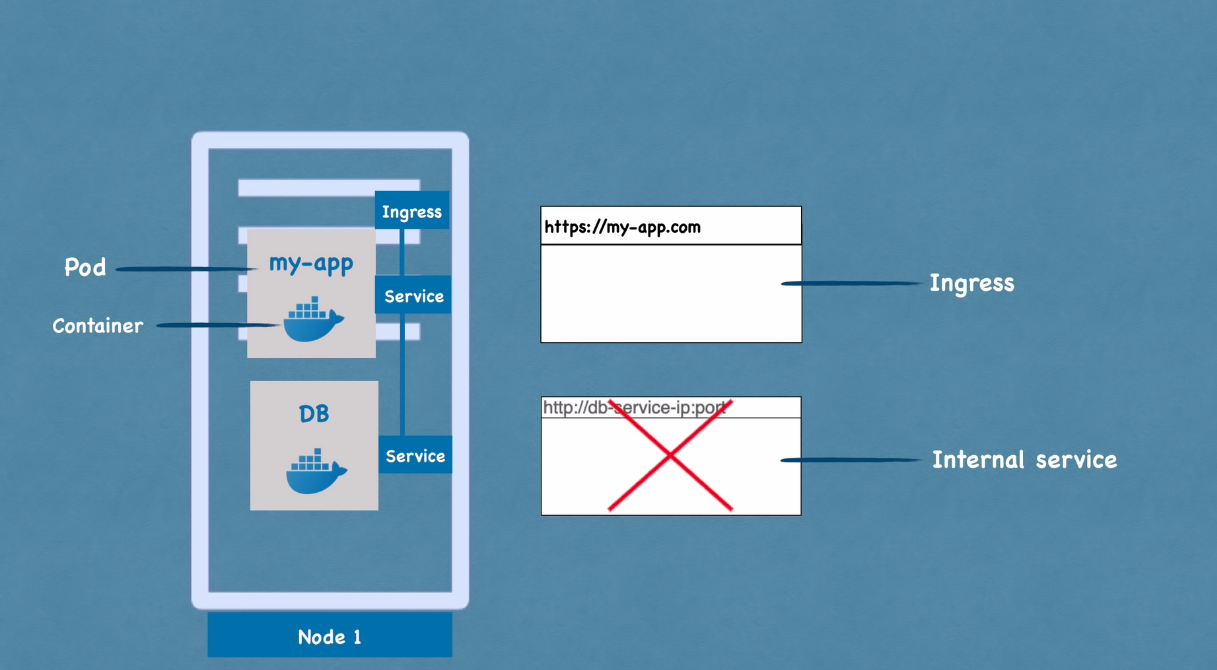 Ingress
https://my-app.com
Pod
my-app
Ingress
Service
Container
http://db-service-ip:port
DB
Service
Internal service
Node 1